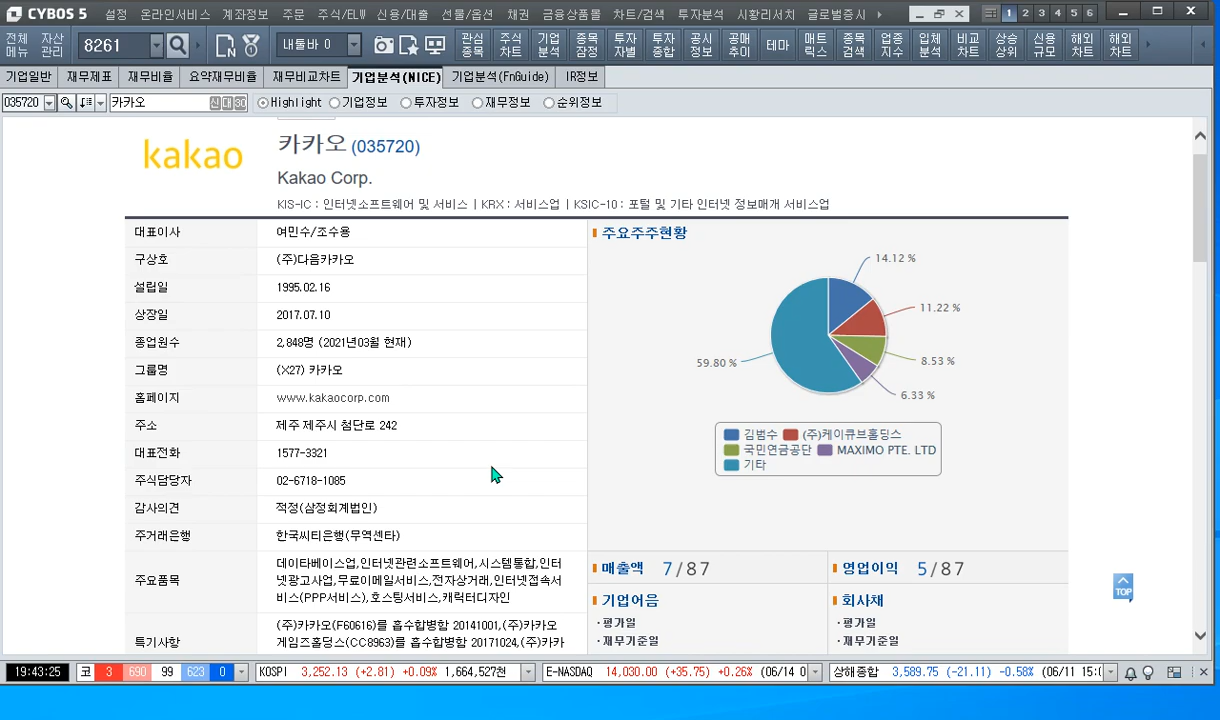 CYBOS 5 설정 온라인서비스 계좌정보 주문 주식/ELW 신용/대출 선물/옵션 채권 금융상품몰 차트/검색 투자분석 시황리서치 글로벌증시 1 2 3 4 5 6
전체메뉴 자산관리 8261 내툴바 0 관심종목 주식차트 기업분석 종목잠정 투자자별 투자종합 공시정보 공매추이 테마 매트릭스 종목검색 업종지수 입체분석 비교차트 상승상위 신용규모 해외차트 해외차트
기업일반 재무제표 재무비율 요약재무비율 재무비교차트 기업분석(NICE) 기업분석(FnGuide) IR정보
035720 카카오 신 대 30 Highlight 기업정보 투자정보 재무정보 순위정보
kakao
카카오 (035720)
Kakao Corp.
KIS-IC : 인터넷소프트웨어 및 서비스 | KRX : 서비스업 | KSIC-10 : 포털 및 기타 인터넷 정보매개 서비스업
대표이사 여민수/조수용
구상호 (주)다음카카오
설립일 1995.02.16
상장일 2017.07.10
종업원수 2,848명 (2021년03월 현재)
그룹명 (X27) 카카오
홈페이지 www.kakaocorp.com
주소 제주 제주시 첨단로 242
대표전화 1577-3321
주식담당자 02-6718-1085
감사의견 적정(삼정회계법인)
주거래은행 한국씨티은행(무역센타)
주요품목 데이타베이스업,인터넷관련소프트웨어,시스템통합,인터
넷광고사업,무료이메일서비스,전자상거래,인터넷접속서
비스(PPP서비스),호스팅서비스,캐릭터디자인
특기사항 (주)카카오(F60616)를 흡수합병함 20141001,(주)카카오
게임즈홀딩스(CC8963)를 흡수합병함 20171024,(주)카카
주요주주현황
14.12 %
11.22 %
8.53 %
6.33 %
59.80 %
김범수 (주)케이큐브홀딩스
국민연금공단 MAXIMO PTE. LTD
기타
매출액 7/87 영업이익 5/87
기업어음 회사채
·평가일 ·평가일
·재무기준일 ·재무기준일
TOP
19:43:25 코 3 690 99 623 0 KOSPI 3,252.13 (+2.81) +0.09% 1,664,527천 E-NASDAQ 14,030.00 (+35.75) +0.26% (06/14 0 상해종합 3,589.75 (-21.11) -0.58% (06/11 15:(